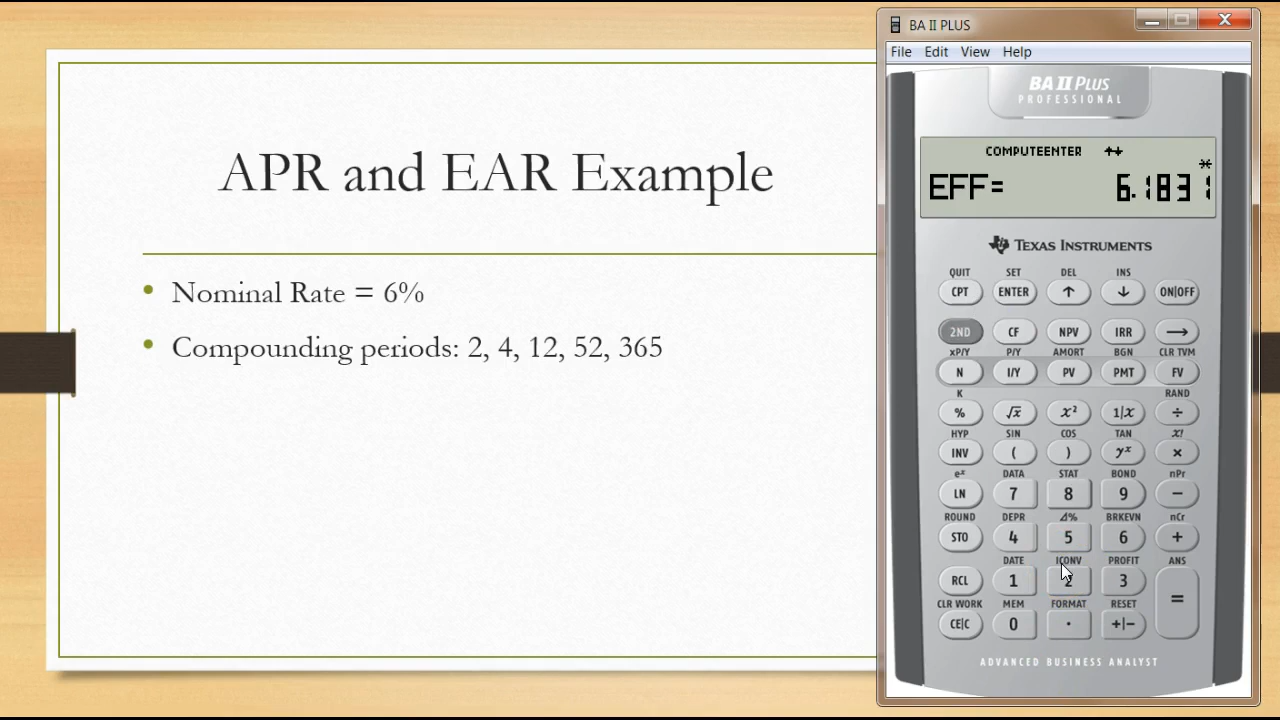 APR and EAR Example
• Nominal Rate = 6%
• Compounding periods: 2, 4, 12, 52, 365
BA II PLUS
File Edit View Help
BA II PLUS
PROFESSIONAL
COMPUTE ENTER ↑↓
*
EFF= 6.1831
TEXAS INSTRUMENTS
QUIT SET DEL INS
CPT ENTER ↑ ↓ ON|OFF
2ND CF NPV IRR →
xP/Y P/Y AMORT BGN CLR TVM
N I/Y PV PMT FV
K RAND
% √x x² 1/x ÷
HYP SIN COS TAN x!
INV ( ) yˣ ×
eˣ DATA STAT BOND nPr
LN 7 8 9 −
ROUND DEPR Δ% BRKEVN nCr
STO 4 5 6 +
DATE ICONV PROFIT ANS
RCL 1 2 3 =
CLR WORK MEM FORMAT RESET
CE|C 0 . +|−
ADVANCED BUSINESS ANALYST